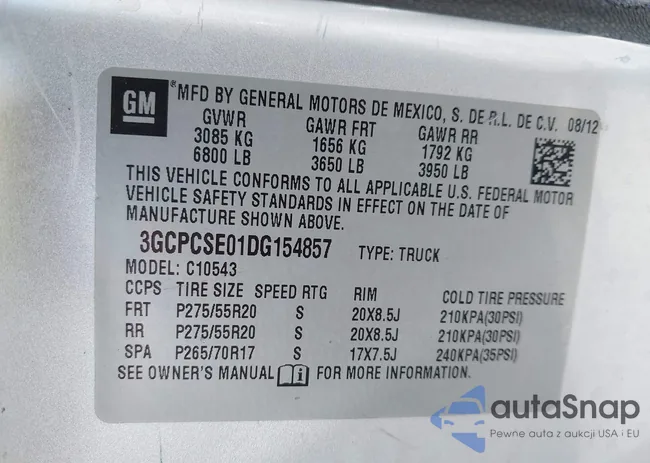 GM
® MFD BY GENERAL MOTORS DE MEXICO, S. DE R.L. DE C.V. 08/12
GVWR GAWR FRT GAWR RR
3085 KG 1656 KG 1792 KG
6800 LB 3650 LB 3950 LB
THIS VEHICLE CONFORMS TO ALL APPLICABLE U.S. FEDERAL MOTOR
VEHICLE SAFETY STANDARDS IN EFFECT ON THE DATE OF
MANUFACTURE SHOWN ABOVE.
3GCPCSE01DG154857 TYPE: TRUCK
MODEL: C10543
CCPS TIRE SIZE SPEED RTG RIM COLD TIRE PRESSURE
FRT P275/55R20 S 20X8.5J 210KPA(30PSI)
RR P275/55R20 S 20X8.5J 210KPA(30PSI)
SPA P265/70R17 S 17X7.5J 240KPA(35PSI)
SEE OWNER'S MANUAL i FOR MORE INFORMATION.
autaSnap
Pewne auta z aukcji USA i EU